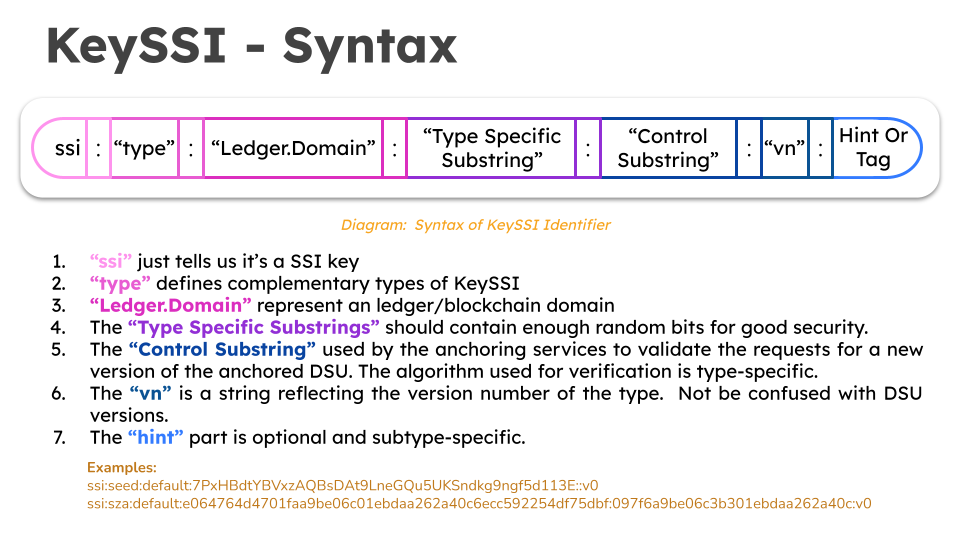 KeySSI - Syntax
ssi : “type” : “Ledger.Domain” : “Type Specific Substring” : “Control Substring” : “vn” : Hint Or Tag
Diagram: Syntax of KeySSI Identifier
1. “ssi” just tells us it’s a SSI key
2. “type” defines complementary types of KeySSI
3. “Ledger.Domain” represent an ledger/blockchain domain
4. The “Type Specific Substrings” should contain enough random bits for good security.
5. The “Control Substring” used by the anchoring services to validate the requests for a new
version of the anchored DSU. The algorithm used for verification is type-specific.
6. The “vn” is a string reflecting the version number of the type. Not be confused with DSU
versions.
7. The “hint” part is optional and subtype-specific.
Examples:
ssi:seed:default:7PxHBdtYBVxzAQBsDAt9LneGQu5UKSndkg9ngf5d113E::v0
ssi:sza:default:e064764d4701faa9be06c01ebdaa262a40c6ecc592254df75dbf:097f6a9be06c3b301ebdaa262a40c:v0